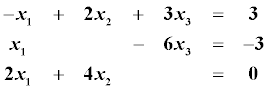 −x₁ + 2x₂ + 3x₃ = 3
x₁ − 6x₃ = −3
2x₁ + 4x₂ = 0